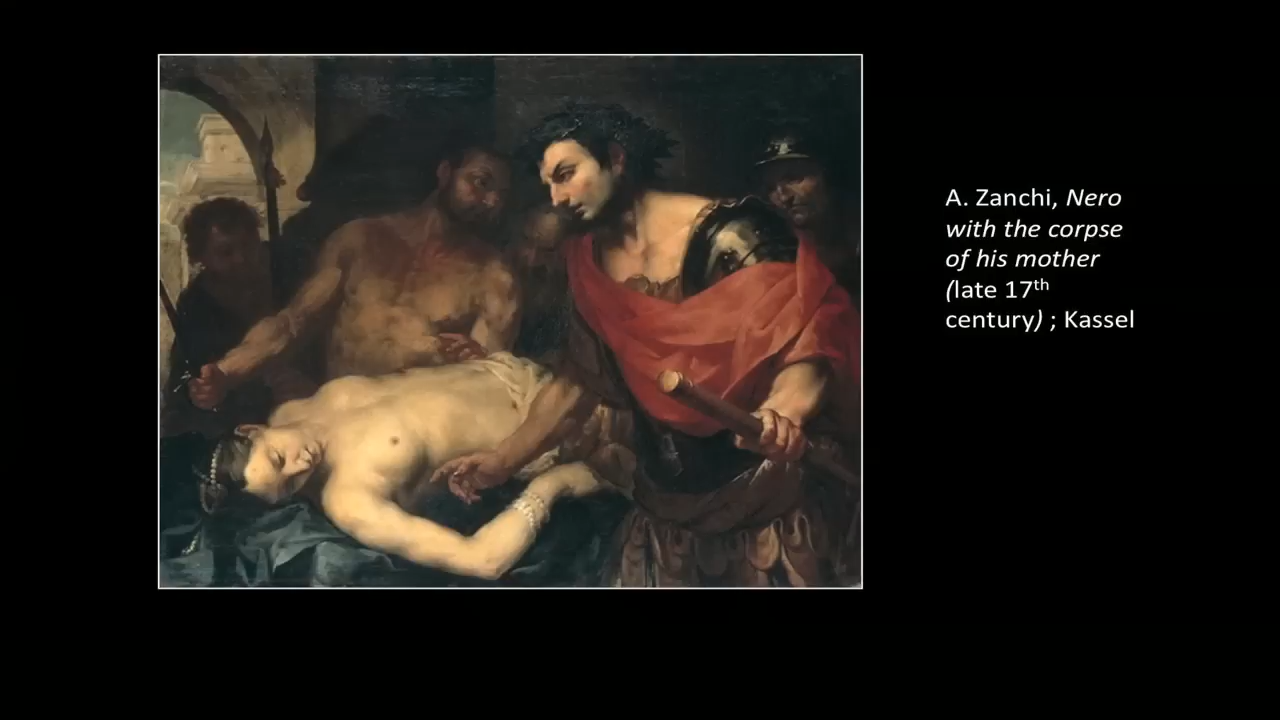 A. Zanchi, Nero
with the corpse
of his mother
(late 17th
century) ; Kassel